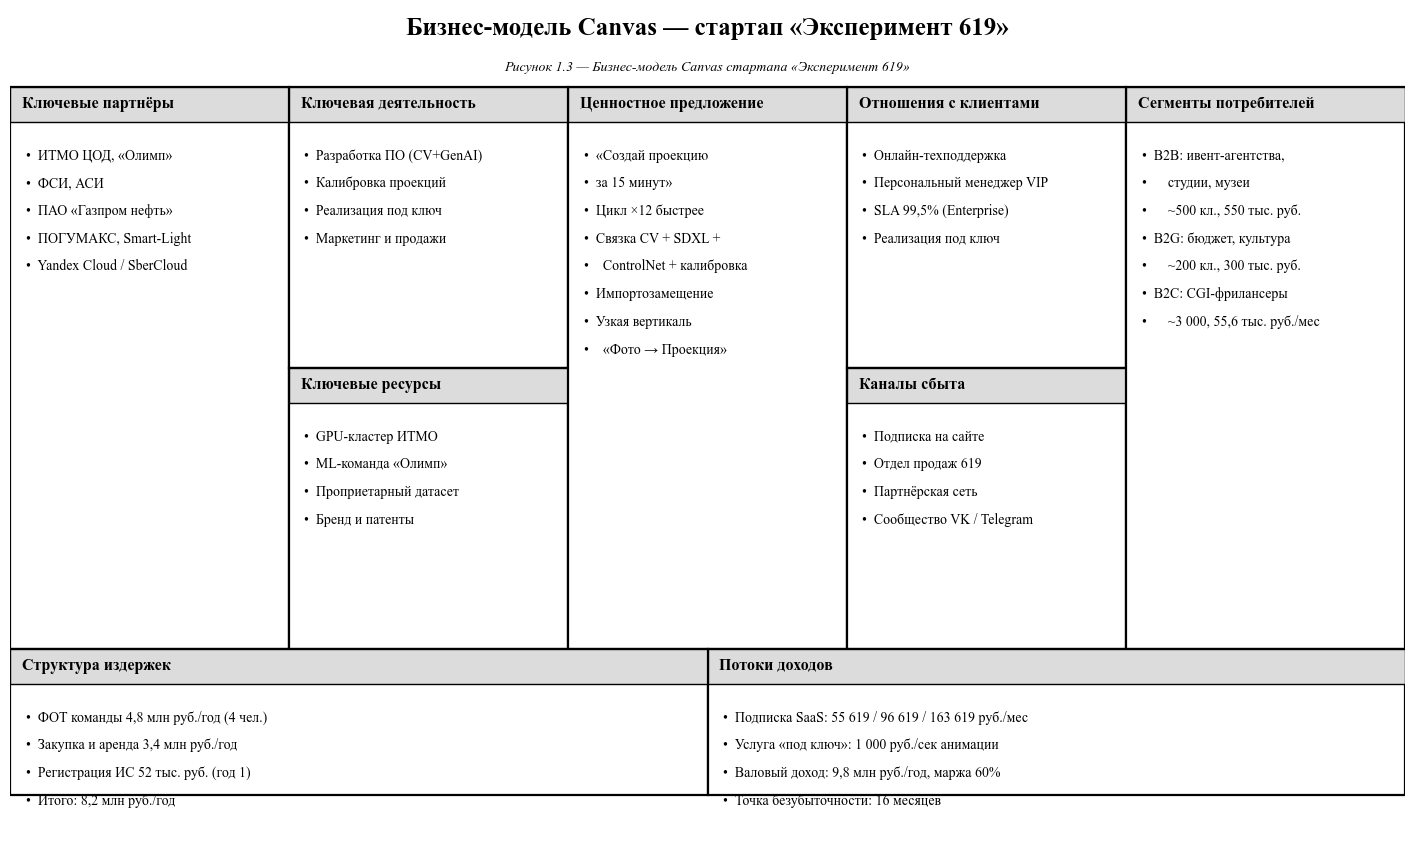 Бизнес-модель Canvas — стартап «Эксперимент 619»
Рисунок 1.3 — Бизнес-модель Canvas стартапа «Эксперимент 619»
Ключевые партнёры
• ИТМО ЦОД, «Олимп»
• ФСИ, АСИ
• ПАО «Газпром нефть»
• ПОГУМАКС, Smart-Light
• Yandex Cloud / SberCloud
Ключевая деятельность
• Разработка ПО (CV+GenAI)
• Калибровка проекций
• Реализация под ключ
• Маркетинг и продажи
Ключевые ресурсы
• GPU-кластер ИТМО
• ML-команда «Олимп»
• Проприетарный датасет
• Бренд и патенты
Ценностное предложение
• «Создай проекцию
• за 15 минут»
• Цикл ×12 быстрее
• Связка CV + SDXL +
• ControlNet + калибровка
• Импортозамещение
• Узкая вертикаль
• «Фото → Проекция»
Отношения с клиентами
• Онлайн-техподдержка
• Персональный менеджер VIP
• SLA 99,5% (Enterprise)
• Реализация под ключ
Каналы сбыта
• Подписка на сайте
• Отдел продаж 619
• Партнёрская сеть
• Сообщество VK / Telegram
Сегменты потребителей
• B2B: ивент-агентства,
• студии, музеи
• ~500 кл., 550 тыс. руб.
• B2G: бюджет, культура
• ~200 кл., 300 тыс. руб.
• B2C: CGI-фрилансеры
• ~3 000, 55,6 тыс. руб./мес
Структура издержек
• ФОТ команды 4,8 млн руб./год (4 чел.)
• Закупка и аренда 3,4 млн руб./год
• Регистрация ИС 52 тыс. руб. (год 1)
• Итого: 8,2 млн руб./год
Потоки доходов
• Подписка SaaS: 55 619 / 96 619 / 163 619 руб./мес
• Услуга «под ключ»: 1 000 руб./сек анимации
• Валовый доход: 9,8 млн руб./год, маржа 60%
• Точка безубыточности: 16 месяцев